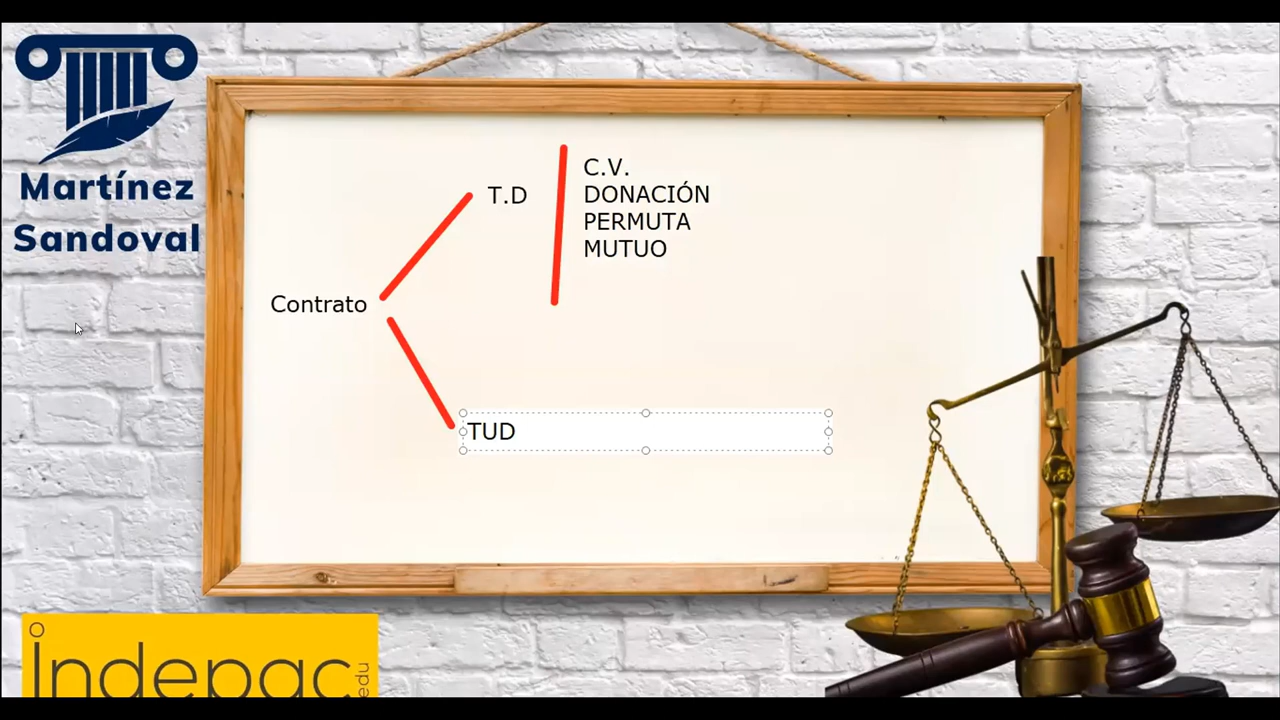 Martínez
Sandoval
T.D
C.V.
DONACIÓN
PERMUTA
MUTUO
Contrato
TUD
indepac.
edu